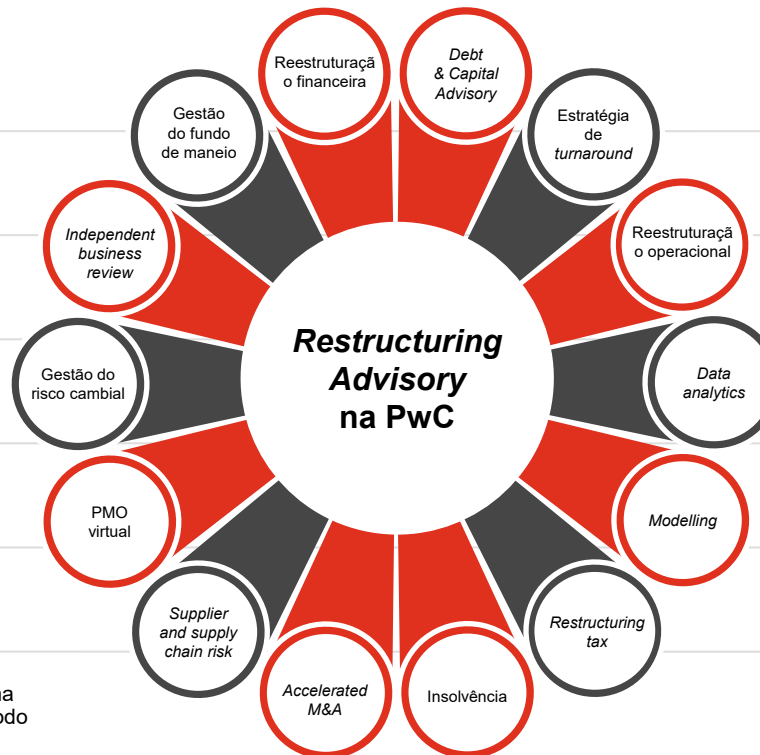 Reestruturaçã
o financeira
Debt
& Capital
Advisory
Estratégia
de
turnaround
Reestruturaçã
o operacional
Data
analytics
Modelling
Restructuring
tax
Insolvência
Accelerated
M&A
Supplier
and supply
chain risk
PMO
virtual
Gestão do
risco cambial
Independent
business
review
Gestão
do fundo
de maneio
Restructuring
Advisory
na PwC